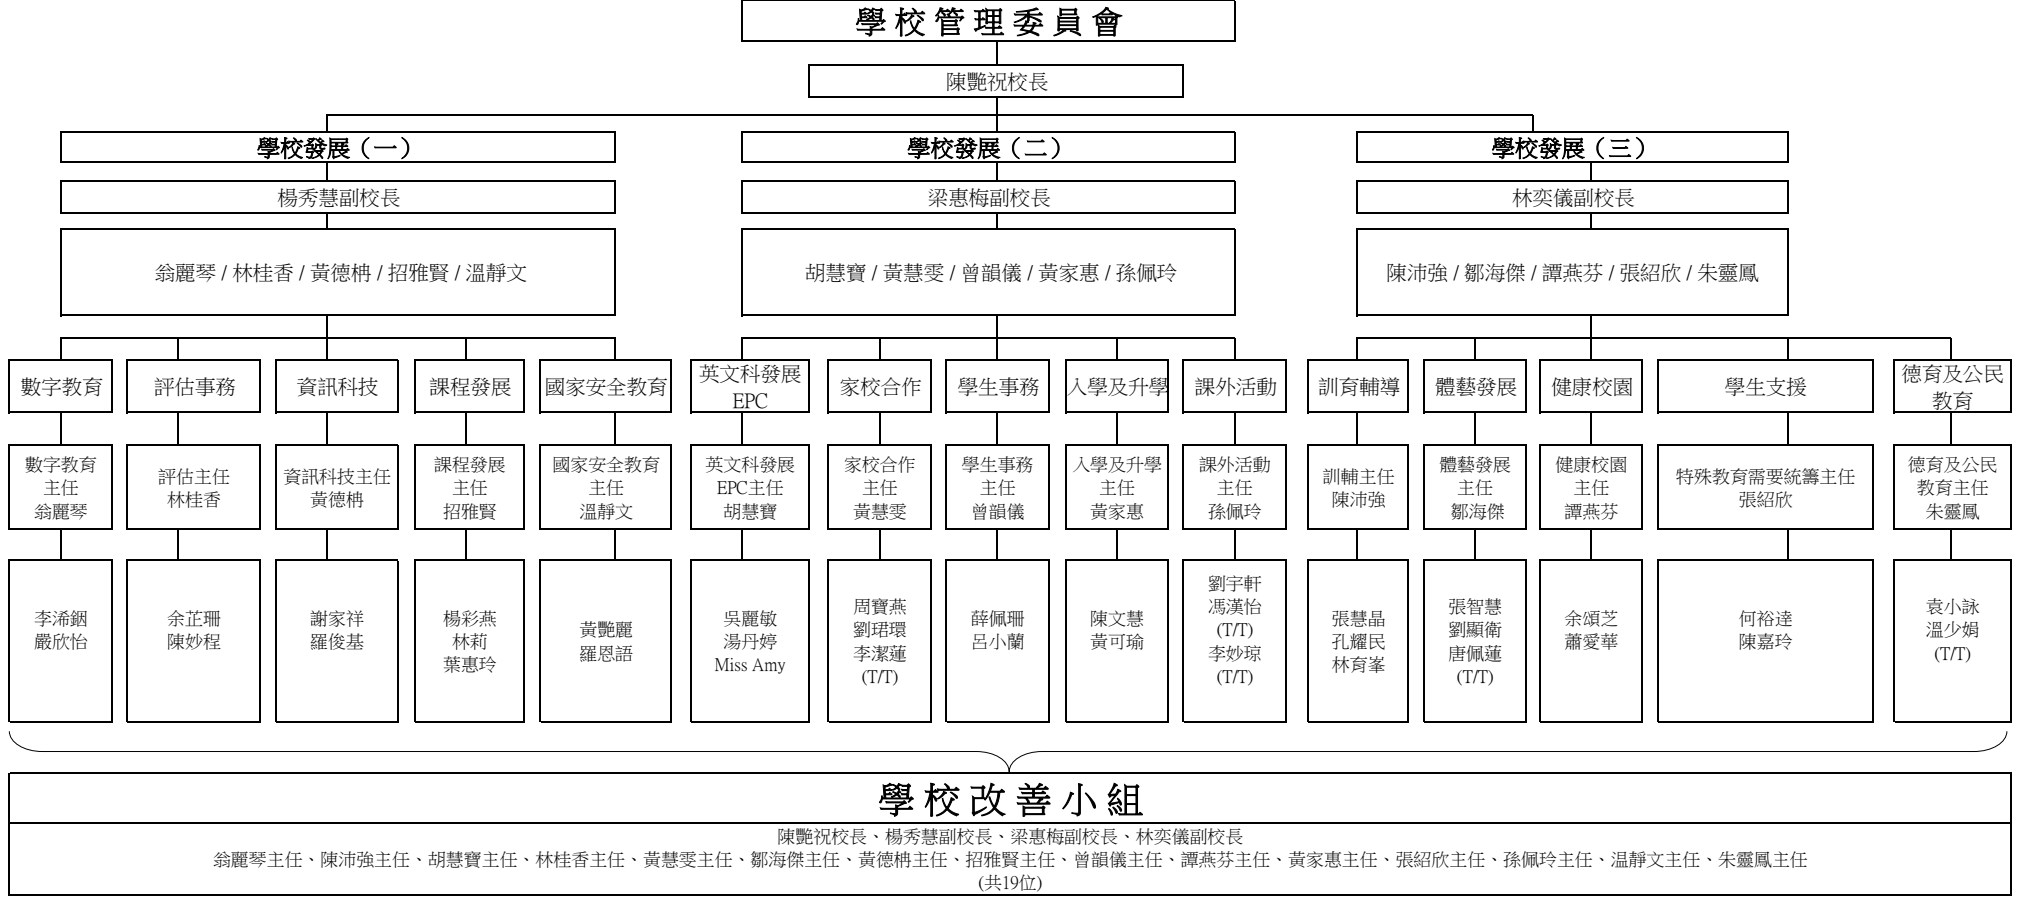 學校管理委員會
陳艷祝校長
學校發展（一）
學校發展（二）
學校發展（三）
楊秀慧副校長
梁惠梅副校長
林奕儀副校長
翁麗琴 / 林桂香 / 黃德枬 / 招雅賢 / 溫靜文
胡慧寶 / 黃慧雯 / 曾韻儀 / 黃家惠 / 孫佩玲
陳沛強 / 鄒海傑 / 譚燕芬 / 張紹欣 / 朱靈鳳
數字教育
評估事務
資訊科技
課程發展
國家安全教育
英文科發展
EPC
家校合作
學生事務
入學及升學
課外活動
訓育輔導
體藝發展
健康校園
學生支援
德育及公民
教育
數字教育
主任
翁麗琴
評估主任
林桂香
資訊科技主任
黃德枬
課程發展
主任
招雅賢
國家安全教育
主任
溫靜文
英文科發展
EPC主任
胡慧寶
家校合作
主任
黃慧雯
學生事務
主任
曾韻儀
入學及升學
主任
黃家惠
課外活動
主任
孫佩玲
訓輔主任
陳沛強
體藝發展
主任
鄒海傑
健康校園
主任
譚燕芬
特殊教育需要統籌主任
張紹欣
德育及公民
教育主任
朱靈鳳
李浠銦
嚴欣怡
余芷珊
陳妙程
謝家祥
羅俊基
楊彩燕
林莉
葉惠玲
黃艷麗
羅恩語
吳麗敏
湯丹婷
Miss Amy
周寶燕
劉珺環
李潔蓮
(T/T)
薛佩珊
呂小蘭
陳文慧
黃可瑜
劉宇軒
馮漢怡
(T/T)
李妙琼
(T/T)
張慧晶
孔耀民
林育峯
張智慧
劉顯衛
唐佩蓮
(T/T)
余頌芝
蕭愛華
何裕達
陳嘉玲
袁小詠
溫少娟
(T/T)
學校改善小組
陳艷祝校長、楊秀慧副校長、梁惠梅副校長、林奕儀副校長
翁麗琴主任、陳沛強主任、胡慧寶主任、林桂香主任、黃慧雯主任、鄒海傑主任、黃德枬主任、招雅賢主任、曾韻儀主任、譚燕芬主任、黃家惠主任、張紹欣主任、孫佩玲主任、温靜文主任、朱靈鳳主任
(共19位)